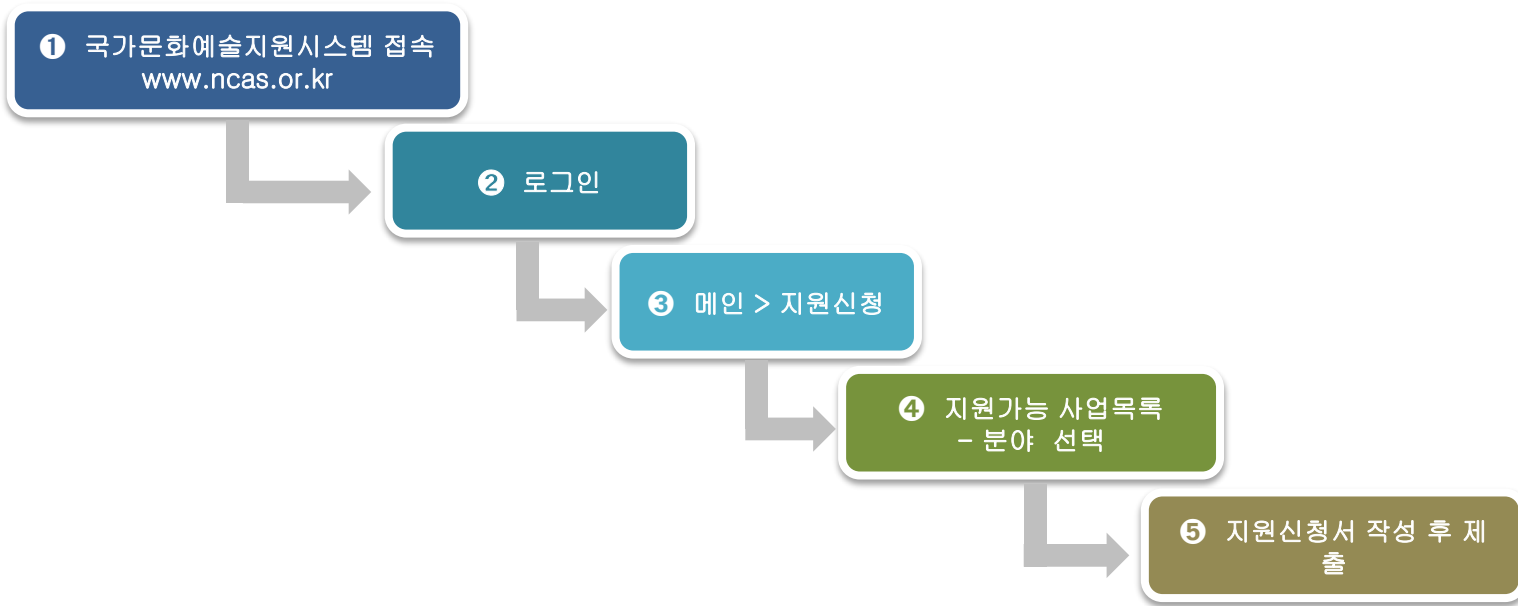 ❶ 국가문화예술지원시스템 접속
www.ncas.or.kr
❷ 로그인
❸ 메인 > 지원신청
❹ 지원가능 사업목록
- 분야 선택
❺ 지원신청서 작성 후 제
출